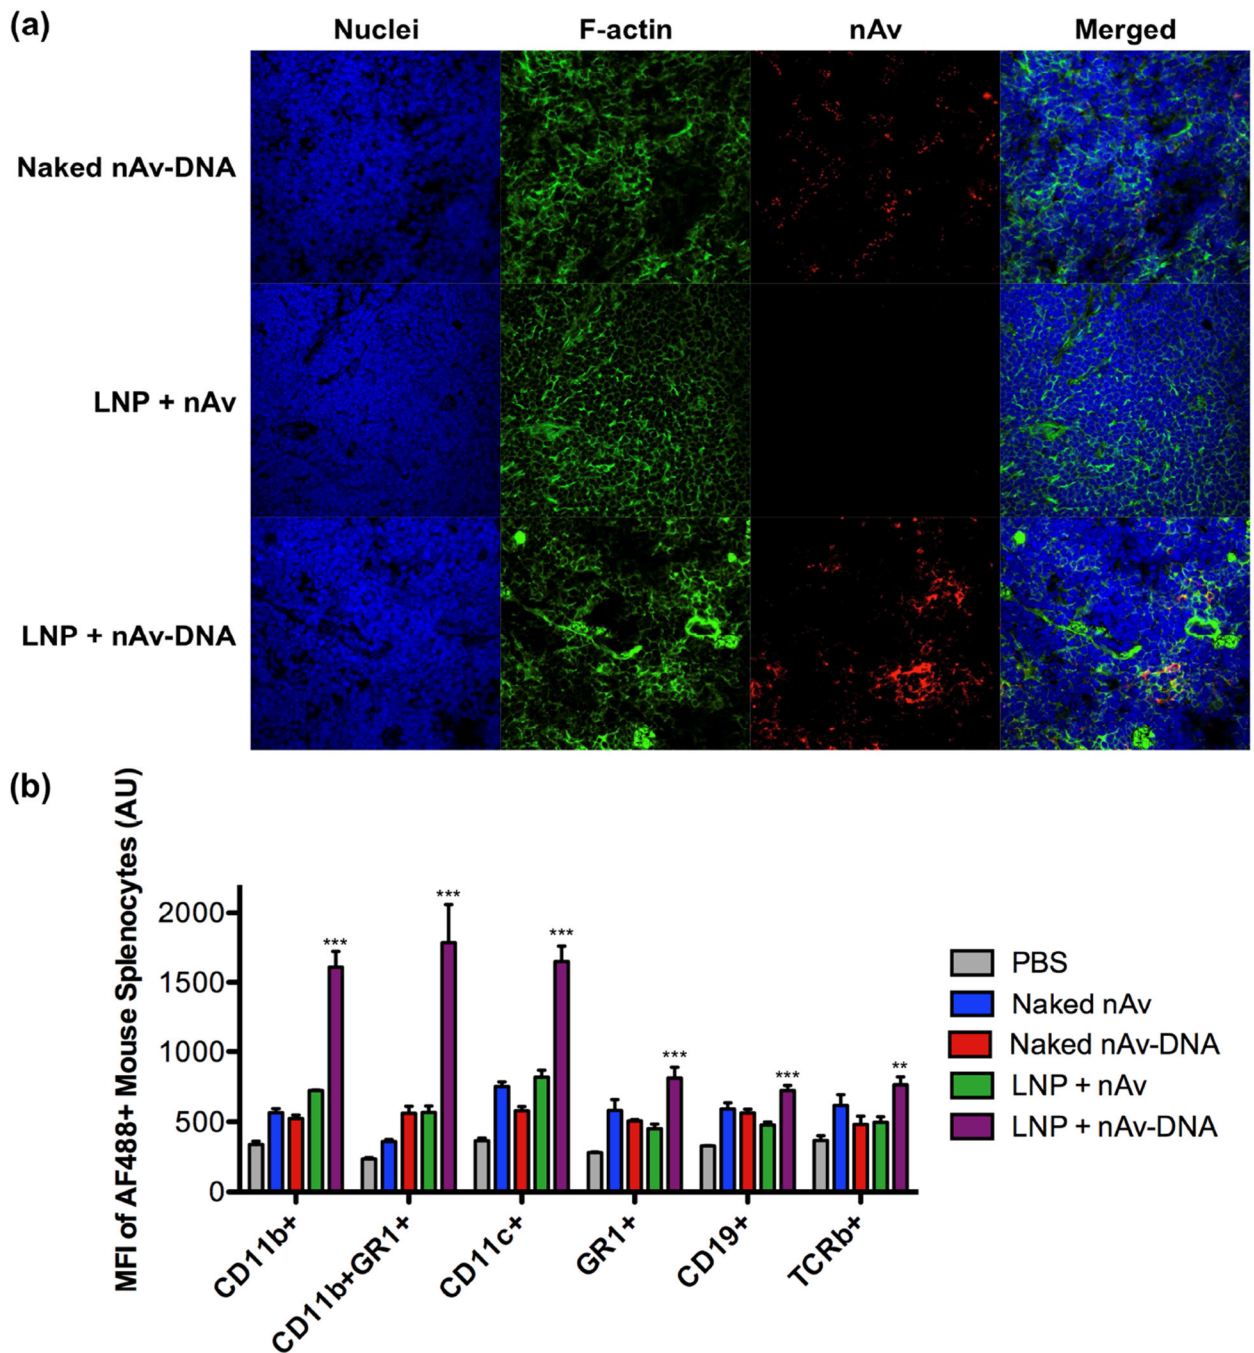 (a)
Nuclei F-actin nAv Merged
Naked nAv-DNA
LNP + nAv
LNP + nAv-DNA
(b)
MFI of AF488+ Mouse Splenocytes (AU)
2000
1500
1000
500
0
*** *** *** *** *** **
CD11b+ CD11b+GR1+ CD11c+ GR1+ CD19+ TCRb+
PBS
Naked nAv
Naked nAv-DNA
LNP + nAv
LNP + nAv-DNA